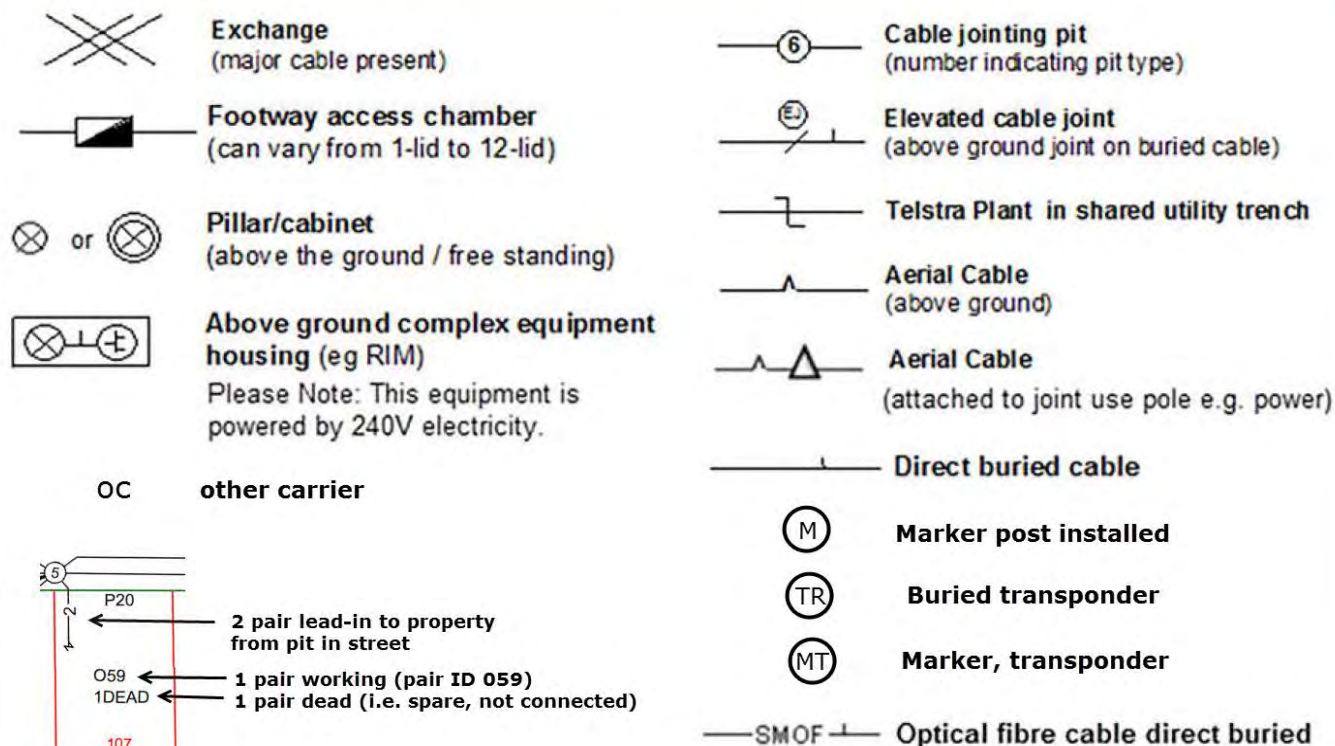 Exchange
(major cable present)
Footway access chamber
(can vary from 1-lid to 12-lid)
or
Pillar/cabinet
(above the ground / free standing)
Above ground complex equipment
housing (eg RIM)
Please Note: This equipment is
powered by 240V electricity.
OC other carrier
5
P20
2
2 pair lead-in to property
from pit in street
O59
1 pair working (pair ID 059)
1DEAD
1 pair dead (i.e. spare, not connected)
107
6
Cable jointing pit
(number indicating pit type)
EJ
Elevated cable joint
(above ground joint on buried cable)
Telstra Plant in shared utility trench
Aerial Cable
(above ground)
Aerial Cable
(attached to joint use pole e.g. power)
Direct buried cable
M Marker post installed
TR Buried transponder
MT Marker, transponder
SMOF Optical fibre cable direct buried